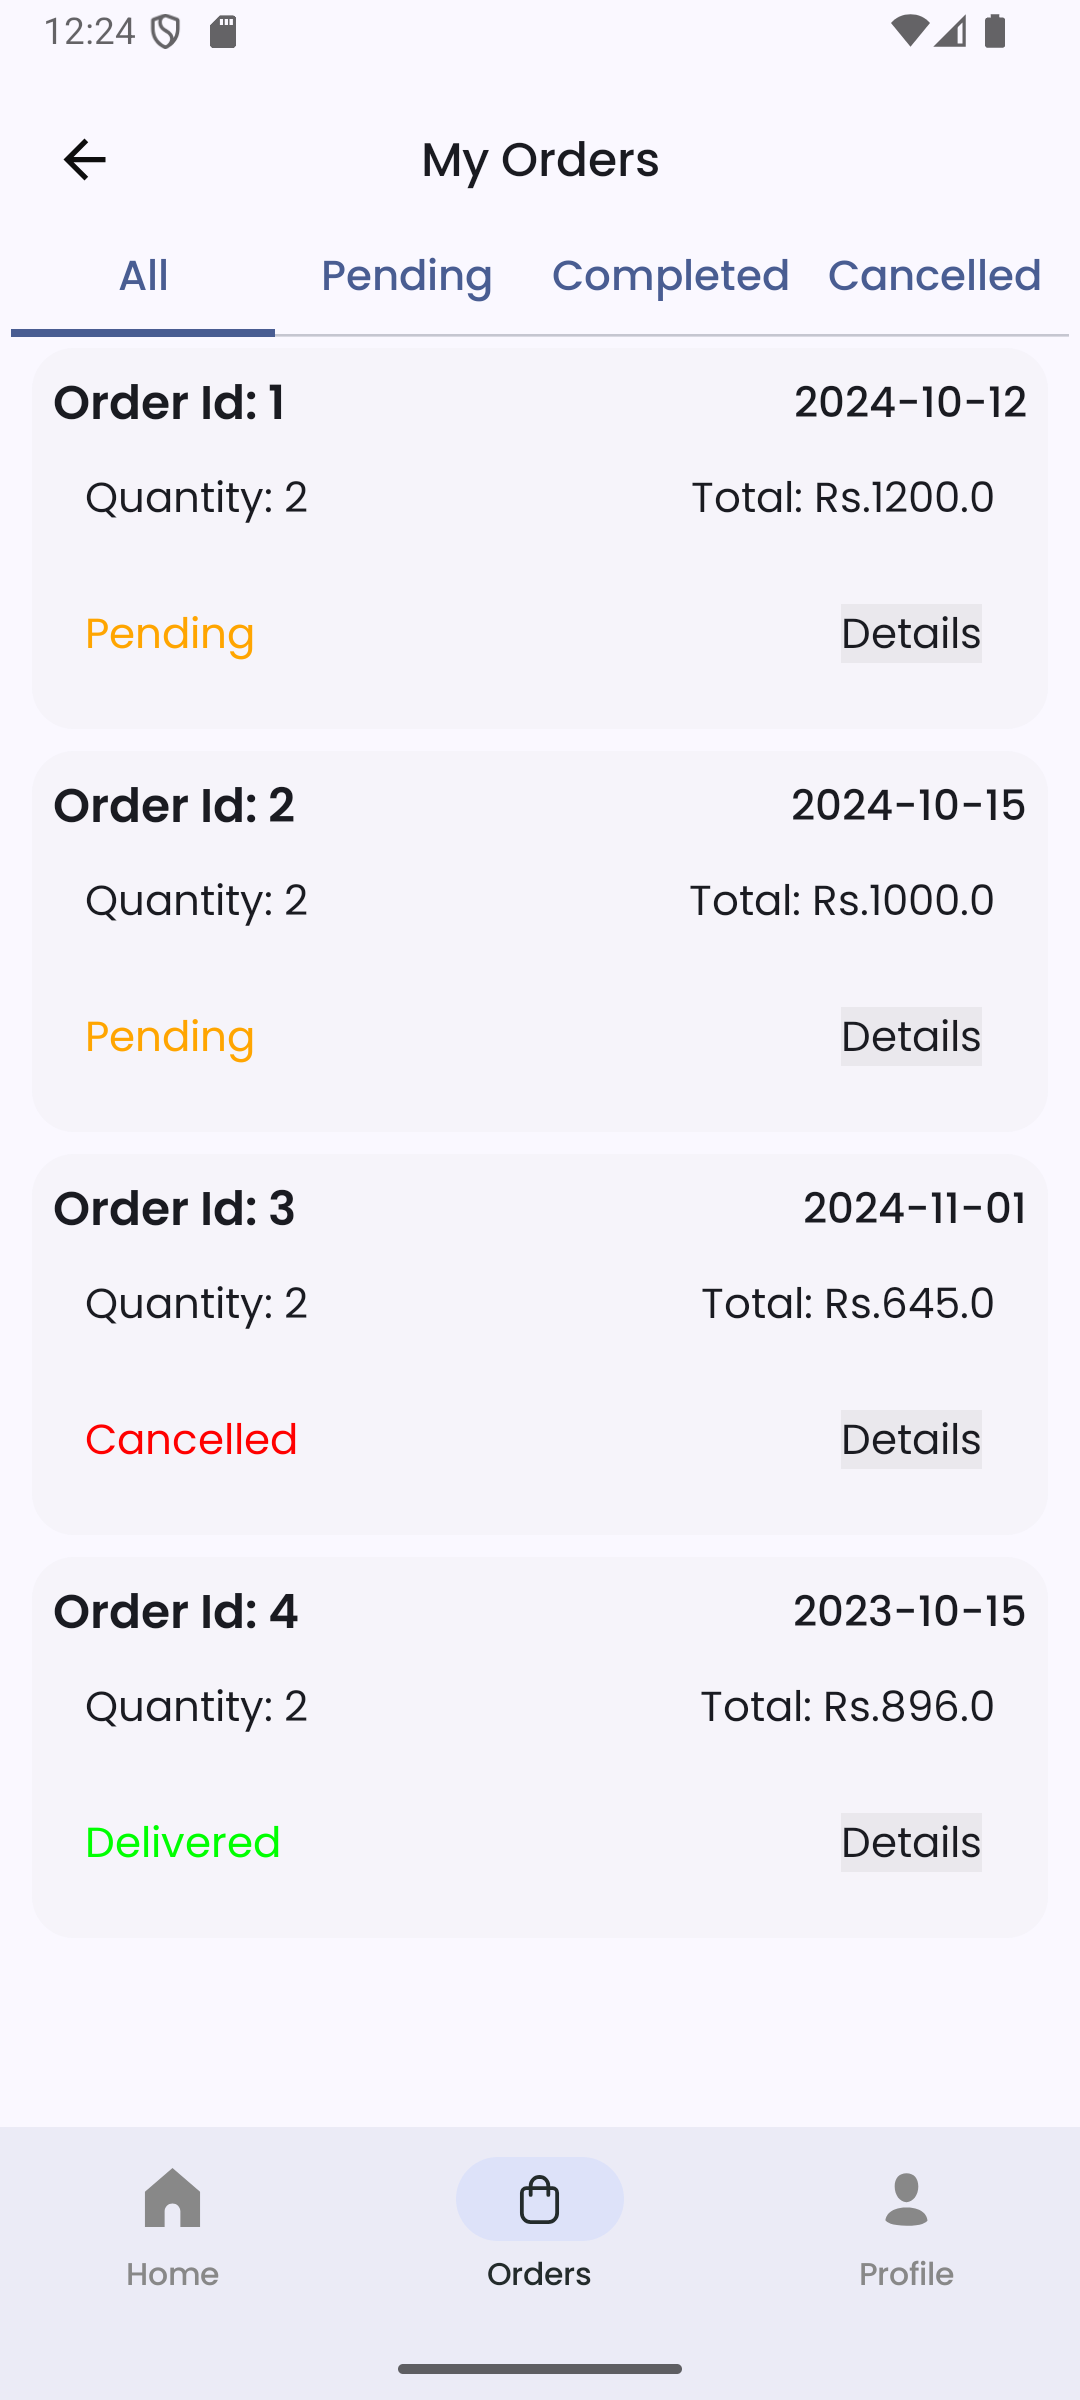 12:24
My Orders
All Pending Completed Cancelled
Order Id: 1 2024-10-12
Quantity: 2 Total: Rs.1200.0
Pending Details
Order Id: 2 2024-10-15
Quantity: 2 Total: Rs.1000.0
Pending Details
Order Id: 3 2024-11-01
Quantity: 2 Total: Rs.645.0
Cancelled Details
Order Id: 4 2023-10-15
Quantity: 2 Total: Rs.896.0
Delivered Details
Home Orders Profile